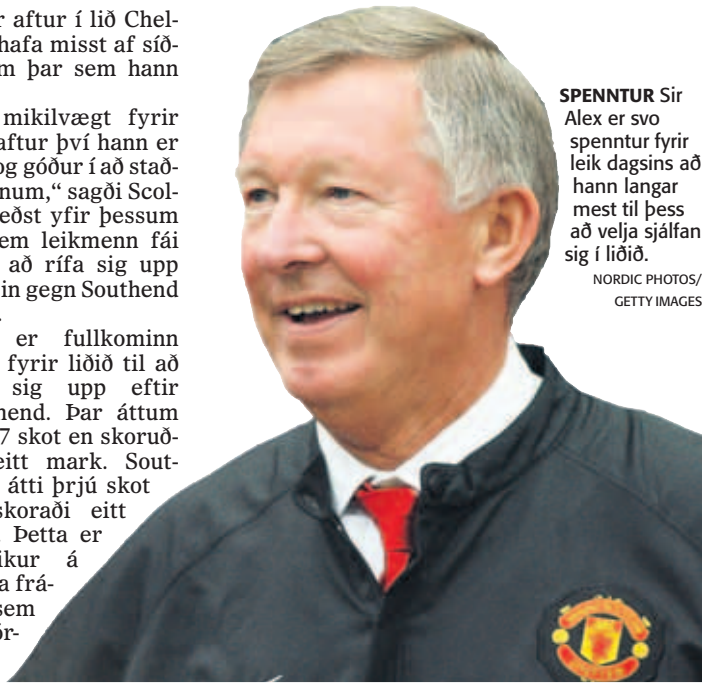 r aftur í lið Chel-
hafa misst af síð-
m þar sem hann
mikilvægt fyrir
aftur því hann er
og góður í að stað-
num,“ sagði Scol-
eðst yfir þessum
em leikmenn fái
að rífa sig upp
in gegn Southend
.
er fullkominn
fyrir liðið til að
sig upp eftir
hend. Þar áttum
7 skot en skoruð-
eitt mark. Sout-
átti þrjú skot
skoraði eitt
. Þetta er
ikur á
a frá-
sem
ór-
SPENNTUR Sir
Alex er svo
spenntur fyrir
leik dagsins að
hann langar
mest til þess
að velja sjálfan
sig í liðið.
NORDIC PHOTOS/
GETTY IMAGES